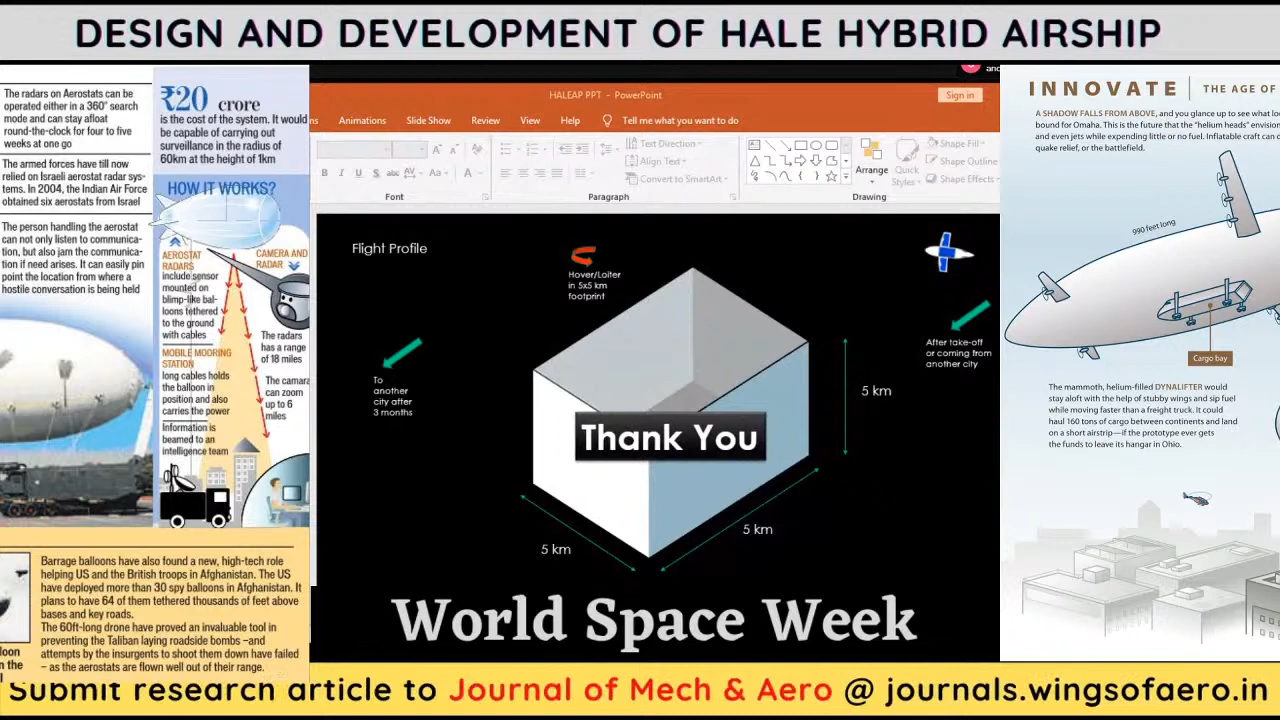 DESIGN AND DEVELOPMENT OF HALE HYBRID AIRSHIP
The radars on Aerostats can be
operated either in a 360° search
mode and can stay afloat
round-the-clock for four to five
weeks at one go
The armed forces have till now
relied on Israeli aerostat radar sys-
tems. In 2004, the Indian Air Force
obtained six aerostats from Israel
The person handling the aerostat
can not only listen to communica-
tion, but also jam the communica-
tion if need arises. It can easily pin
point the location from where a
hostile conversation is being held
₹20 crore
is the cost of the system. It would
be capable of carrying out
surveillance in the radius of
60km at the height of 1km
HOW IT WORKS?
AEROSTAT
RADARS
include sensor
mounted on
blimp-like bal-
loons tethered
to the ground
with cables
MOBILE MOORING
STATION
long cables holds
the balloon in
position and also
carries the power
Information is
beamed to an
intelligence team
CAMERA AND
RADAR
The radars
has a range
of 18 miles
The camara
can zoom
up to 6
miles
Barrage balloons have also found a new, high-tech role
helping US and the British troops in Afghanistan. The US
have deployed more than 30 spy balloons in Afghanistan. It
plans to have 64 of them tethered thousands of feet above
bases and key roads.
The 60ft-long drone have proved an invaluable tool in
preventing the Taliban laying roadside bombs –and
attempts by the insurgents to shoot them down have failed
– as the aerostats are flown well out of their range.
loon
n the
HALEAP PPT - PowerPoint
Sign in
ns Animations Slide Show Review View Help Tell me what you want to do
Text Direction
Align Text
Convert to SmartArt
B I U S abc AV Aa A
Arrange
Quick
Styles
Shape Fill
Shape Outline
Shape Effects
Font Paragraph Drawing
Flight Profile
Hover/Loiter
in 5x5 km
footprint
To
another
city after
3 months
After take-off
or coming from
another city
5 km
5 km
5 km
Thank You
World Space Week
INNOVATE | THE AGE OF
A SHADOW FALLS FROM ABOVE, and you glance up to see what lo
bound for Omaha. This is the future that the "helium heads" envision
and even jets while expending little or no fuel. Inflatable craft can c
quake relief, or the battlefield.
990 feet long
Cargo bay
The mammoth, helium-filled DYNALIFTER would
stay aloft with the help of stubby wings and sip fuel
while moving faster than a freight truck. It could
haul 160 tons of cargo between continents and land
on a short airstrip—if the prototype ever gets
the funds to leave its hangar in Ohio.
Submit research article to Journal of Mech & Aero @ journals.wingsofaero.in